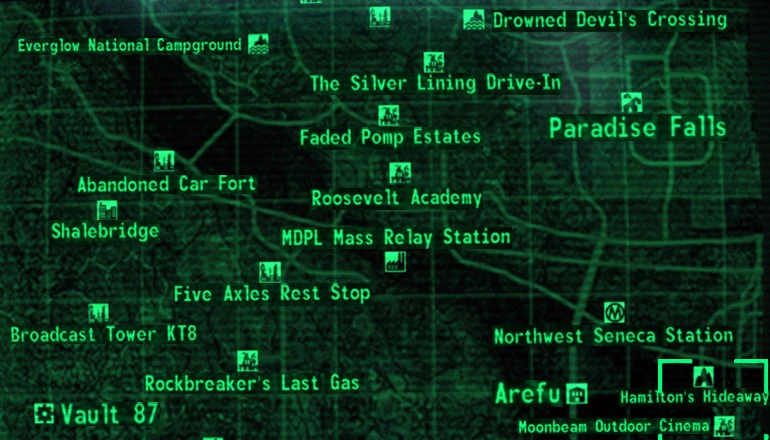 Drowned Devil's Crossing
Everglow National Campground
The Silver Lining Drive-In
Paradise Falls
Faded Pomp Estates
Abandoned Car Fort
Roosevelt Academy
Shalebridge
MDPL Mass Relay Station
Five Axles Rest Stop
Broadcast Tower KT8
Northwest Seneca Station
Rockbreaker's Last Gas
Arefu
Hamilton's Hideaway
Vault 87
Moonbeam Outdoor Cinema